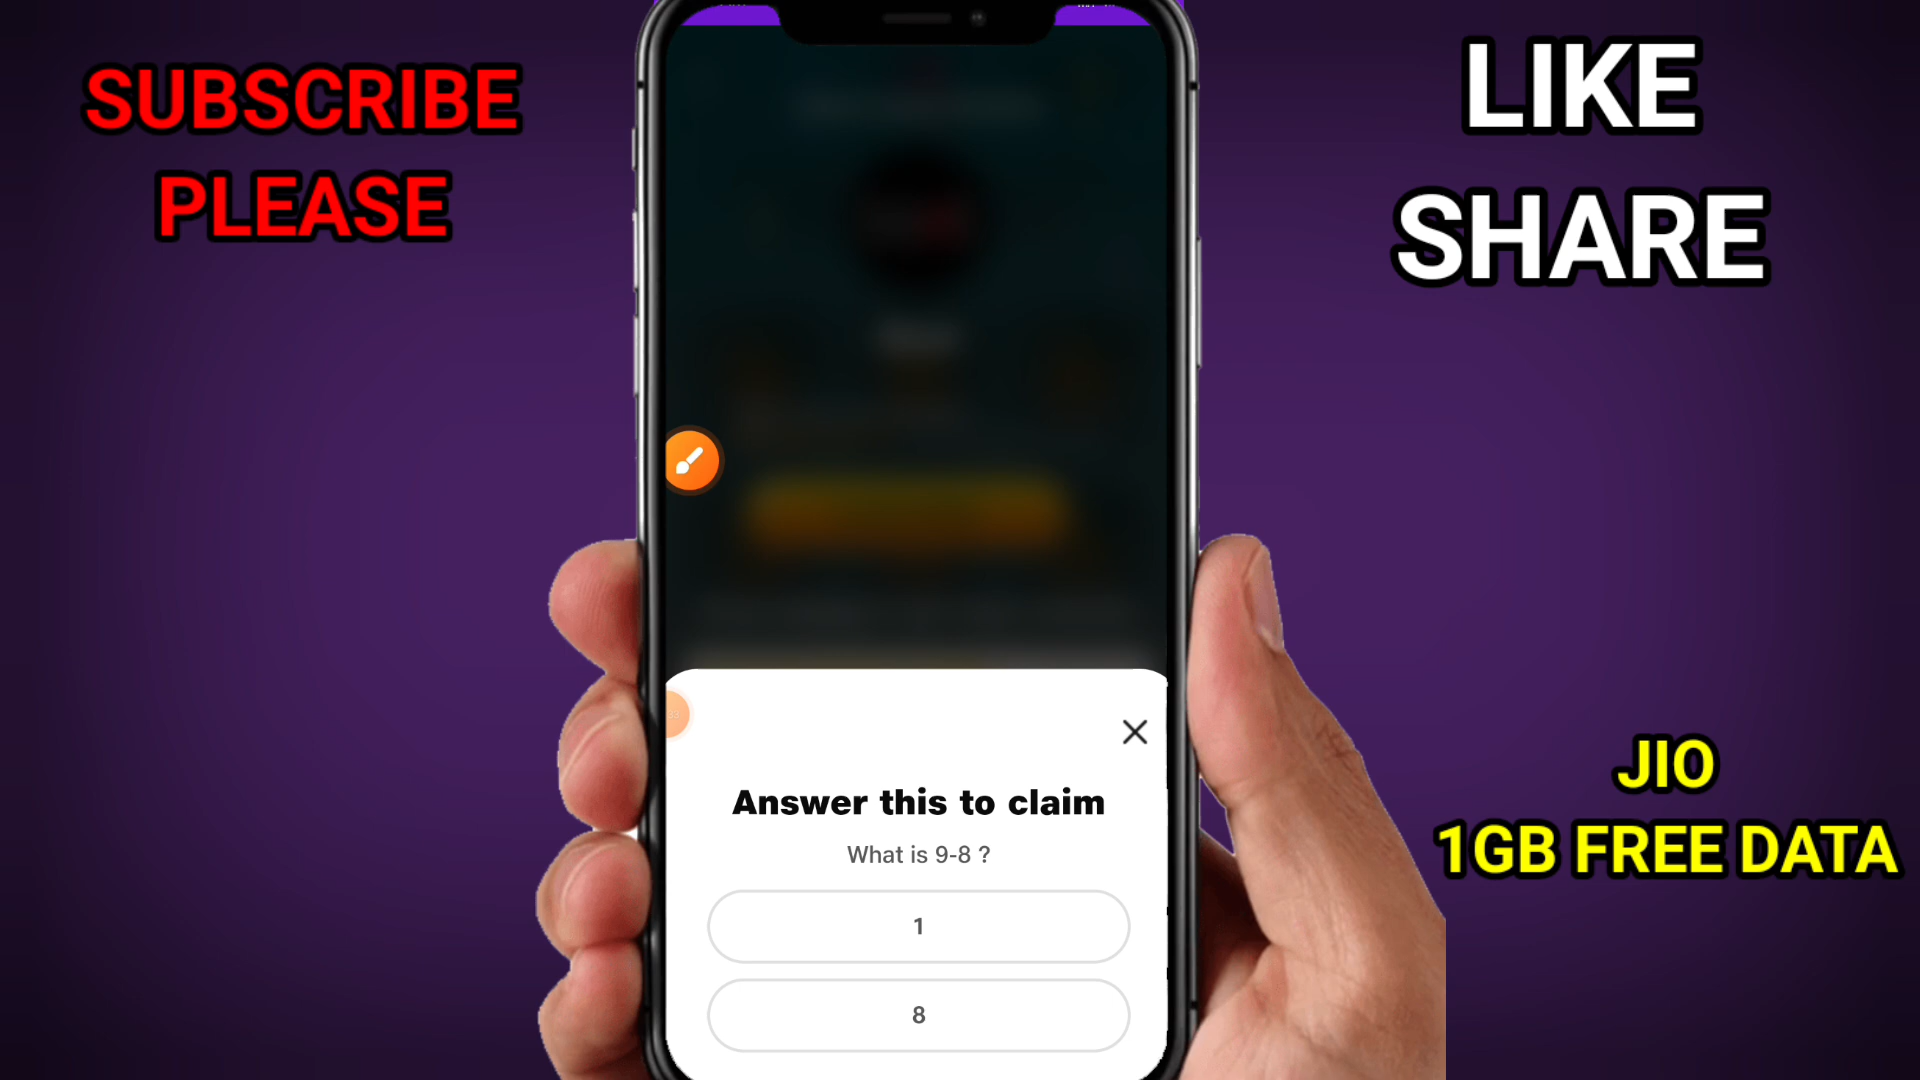 SUBSCRIBE
PLEASE
LIKE
SHARE
Answer this to claim
What is 9-8 ?
1
8
JIO
1GB FREE DATA